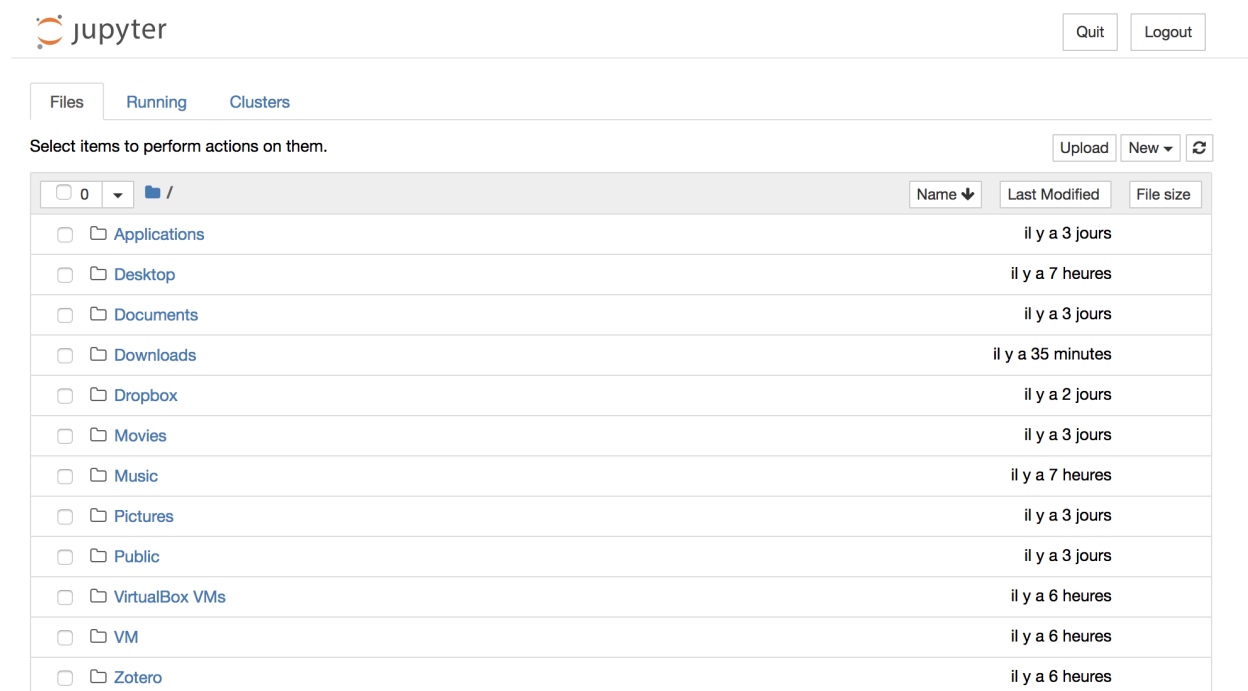 jupyter Quit Logout
Files Running Clusters
Select items to perform actions on them. Upload New
0 / Name Last Modified File size
Applications il y a 3 jours
Desktop il y a 7 heures
Documents il y a 3 jours
Downloads il y a 35 minutes
Dropbox il y a 2 jours
Movies il y a 3 jours
Music il y a 7 heures
Pictures il y a 3 jours
Public il y a 3 jours
VirtualBox VMs il y a 6 heures
VM il y a 6 heures
Zotero il y a 6 heures